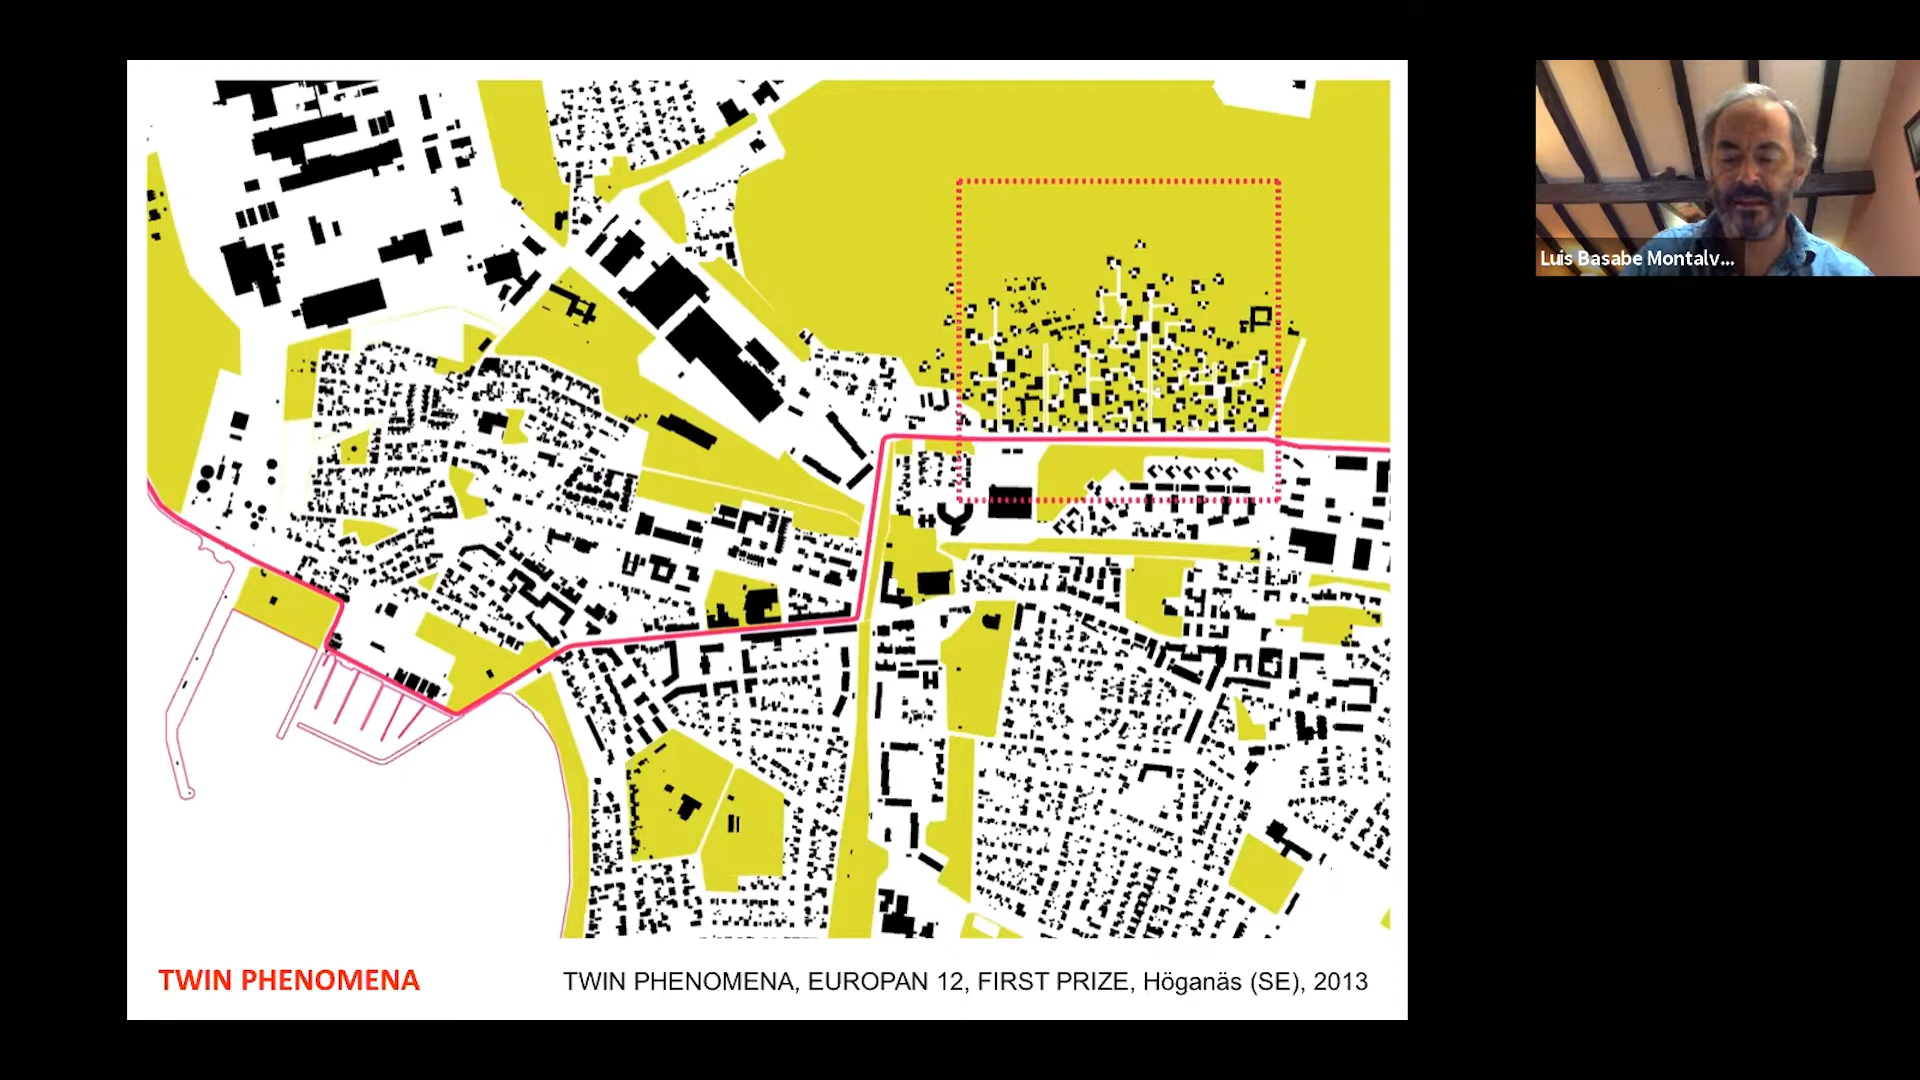 Luis Basabe Montalv...
TWIN PHENOMENA
TWIN PHENOMENA, EUROPAN 12, FIRST PRIZE, Höganäs (SE), 2013